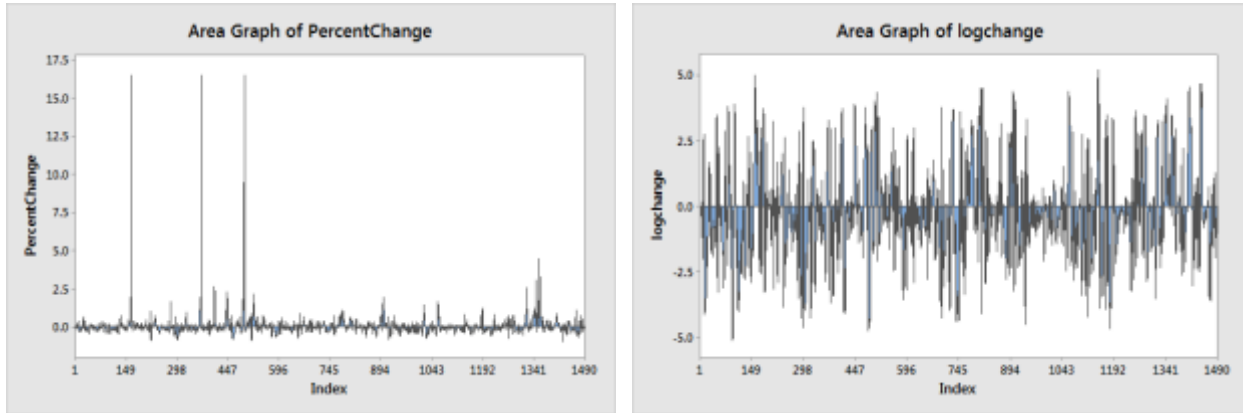 Area Graph of PercentChange
17.5
15.0
12.5
10.0
7.5
5.0
2.5
0.0
PercentChange
1 149 298 447 596 745 894 1043 1192 1341 1490
Index
Area Graph of logchange
5.0
2.5
0.0
-2.5
-5.0
logchange
1 149 298 447 596 745 894 1043 1192 1341 1490
Index